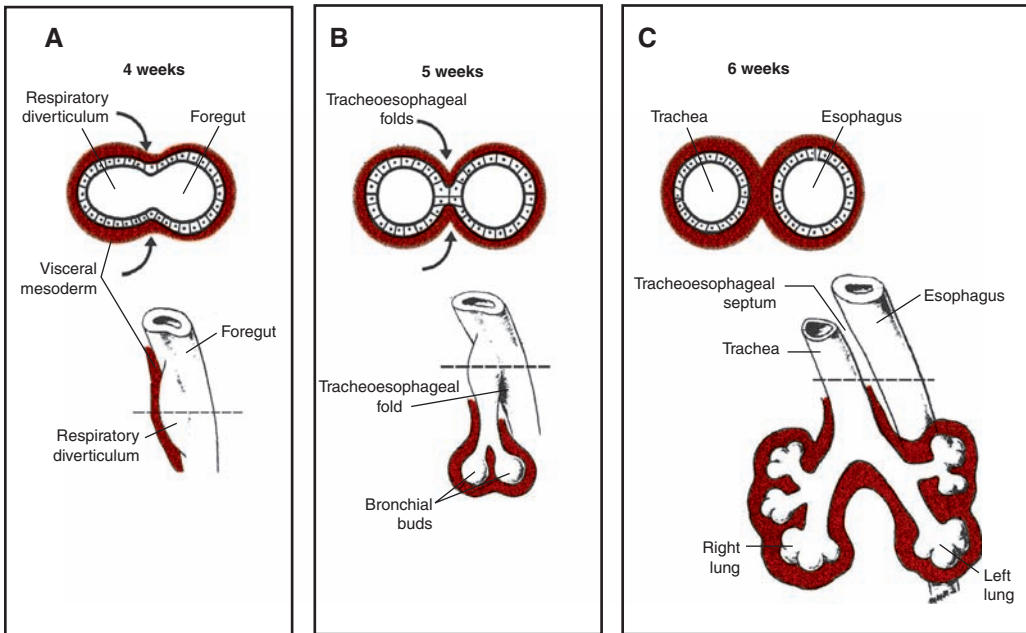 A
4 weeks
Respiratory
diverticulum
Foregut
Visceral
mesoderm
Foregut
Respiratory
diverticulum
B
5 weeks
Tracheoesophageal
folds
Tracheoesophageal
fold
Bronchial
buds
C
6 weeks
Trachea
Esophagus
Tracheoesophageal
septum
Esophagus
Trachea
Right
lung
Left
lung